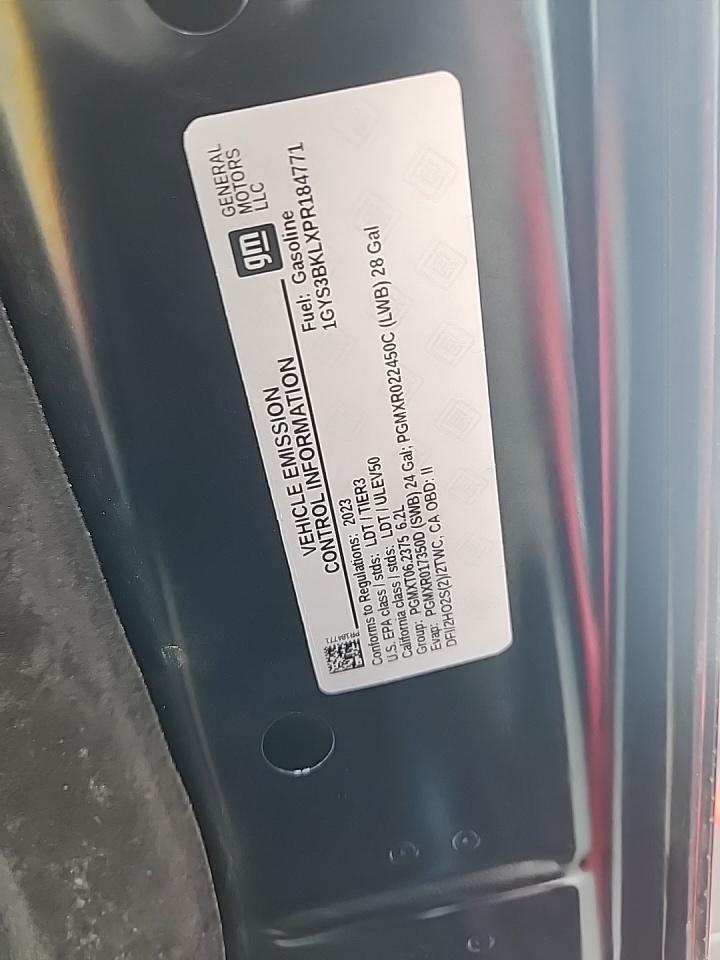 VEHICLE EMISSION
CONTROL INFORMATION
gm
GENERAL
MOTORS
LLC
Fuel: Gasoline
1GYS3BKLXPR184771
PR184771
Conforms to Regulations: 2023
U.S. EPA class / stds: LDT / TIER3
California class / stds: LDT / ULEV50
Group: PGMXT06.2375 6.2L
Evap: PGMXR017350D (SWB) 24 Gal; PGMXR022450C (LWB) 28 Gal
DFI/2HO2S(2)/2TWC, CA OBD: II